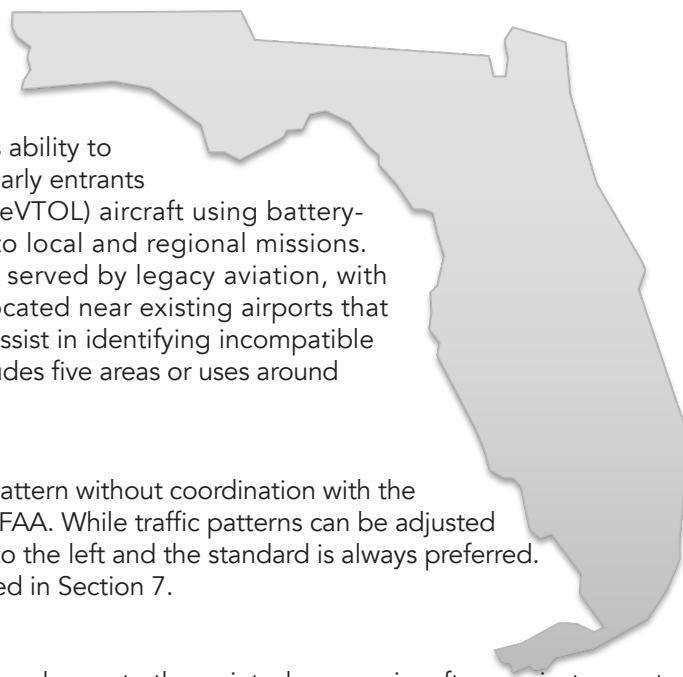 ability to
arly entrants
eVTOL) aircraft using battery-
to local and regional missions.
served by legacy aviation, with
ocated near existing airports that
ssist in identifying incompatible
udes five areas or uses around
attern without coordination with the
FAA. While traffic patterns can be adjusted
to the left and the standard is always preferred.
ed in Section 7.